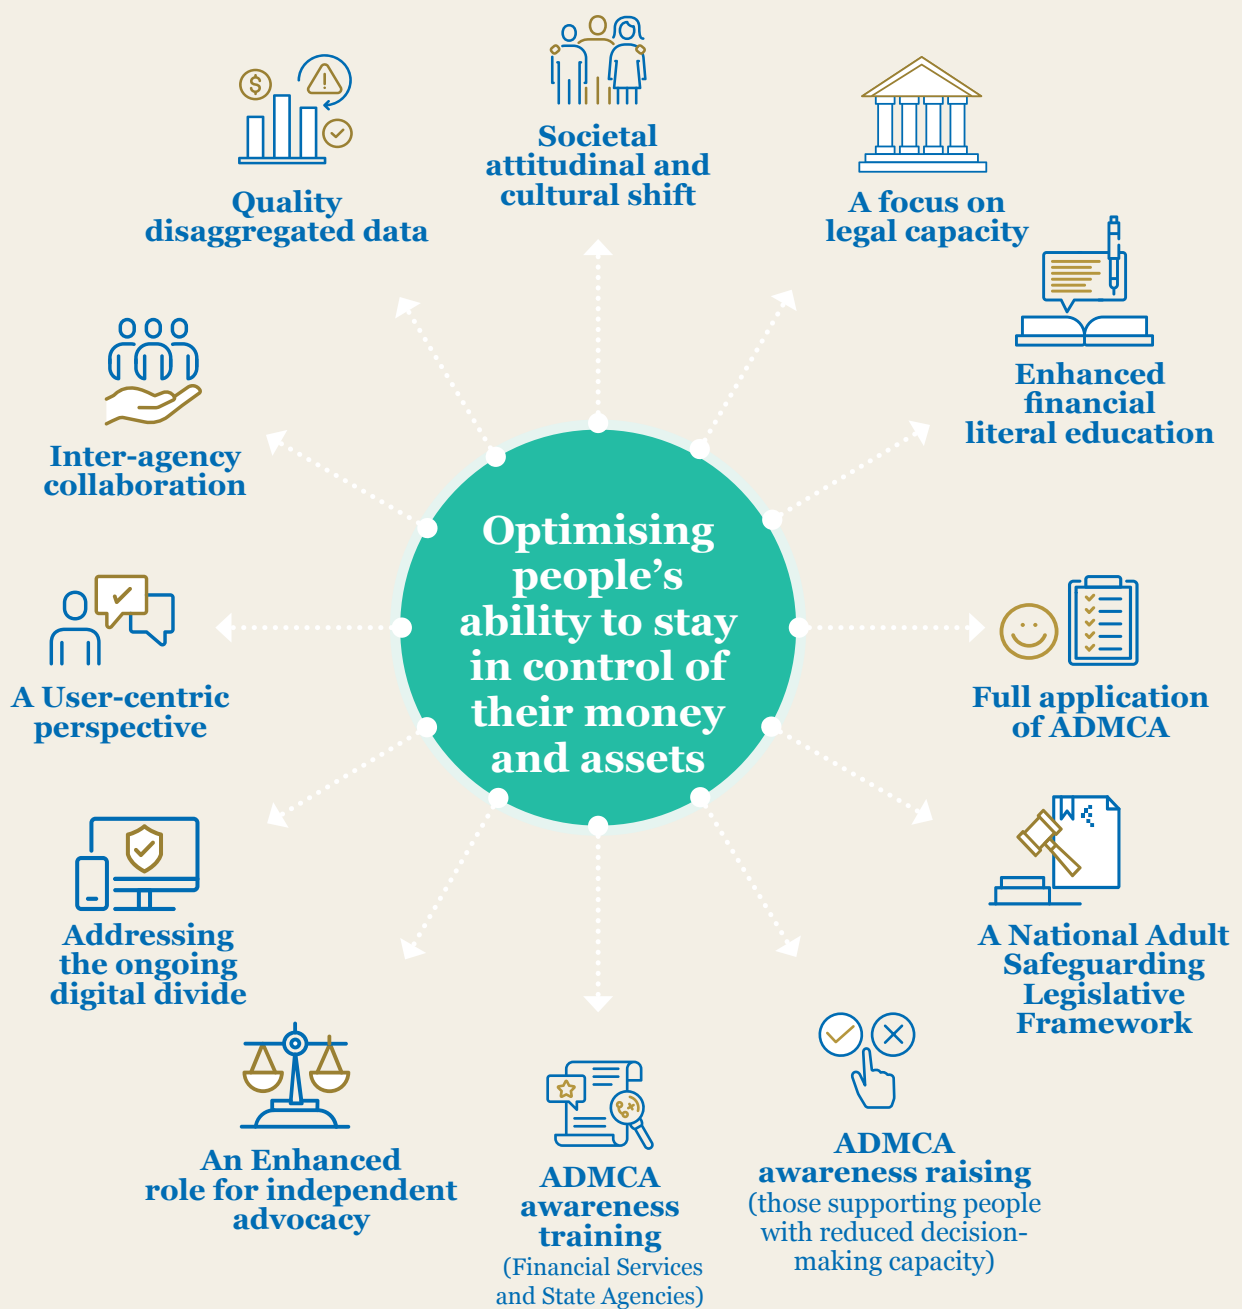 Societal
attitudinal and
cultural shift
A focus on
legal capacity
Enhanced
financial
literal education
Full application
of ADMCA
A National Adult
Safeguarding
Legislative
Framework
ADMCA
awareness raising
(those supporting people
with reduced decision-
making capacity)
ADMCA
awareness
training
(Financial Services
and State Agencies)
An Enhanced
role for independent
advocacy
Addressing
the ongoing
digital divide
A User-centric
perspective
Inter-agency
collaboration
Quality
disaggregated data
Optimising
people’s
ability to stay
in control of
their money
and assets